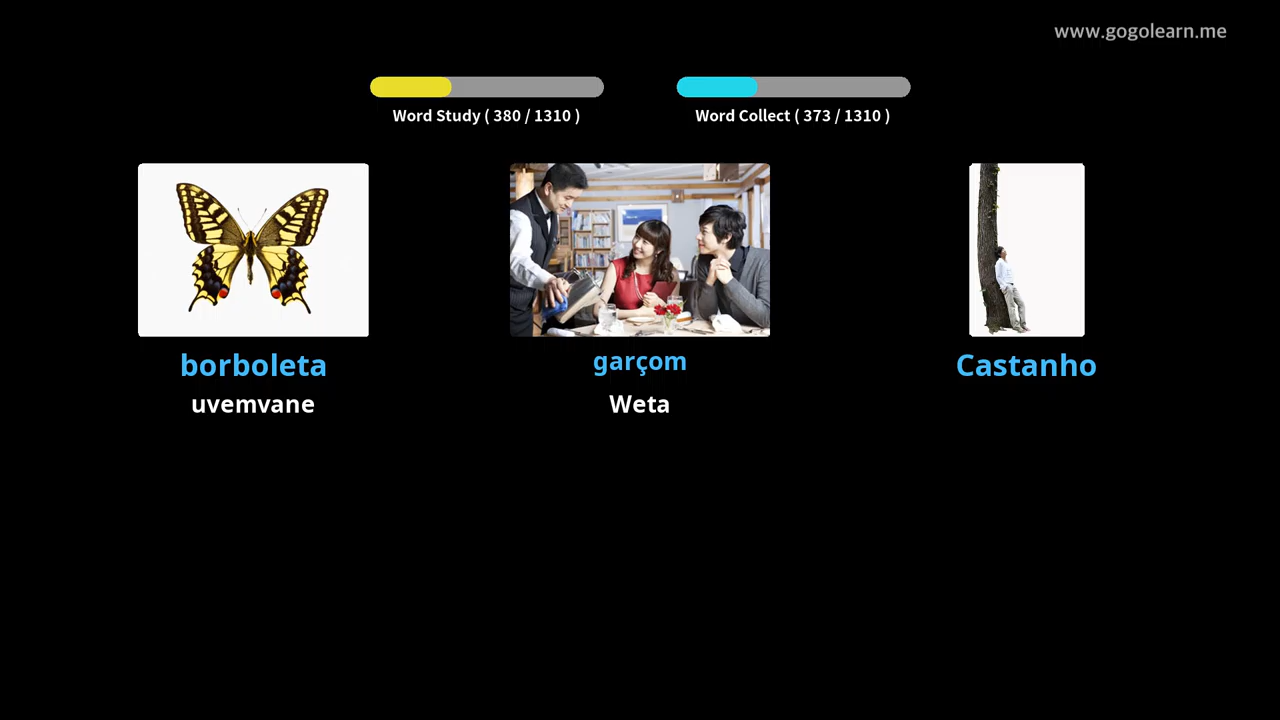 www.gogolearn.me
Word Study ( 380 / 1310 )
Word Collect ( 373 / 1310 )
borboleta
garçom
Castanho
uvemvane
Weta